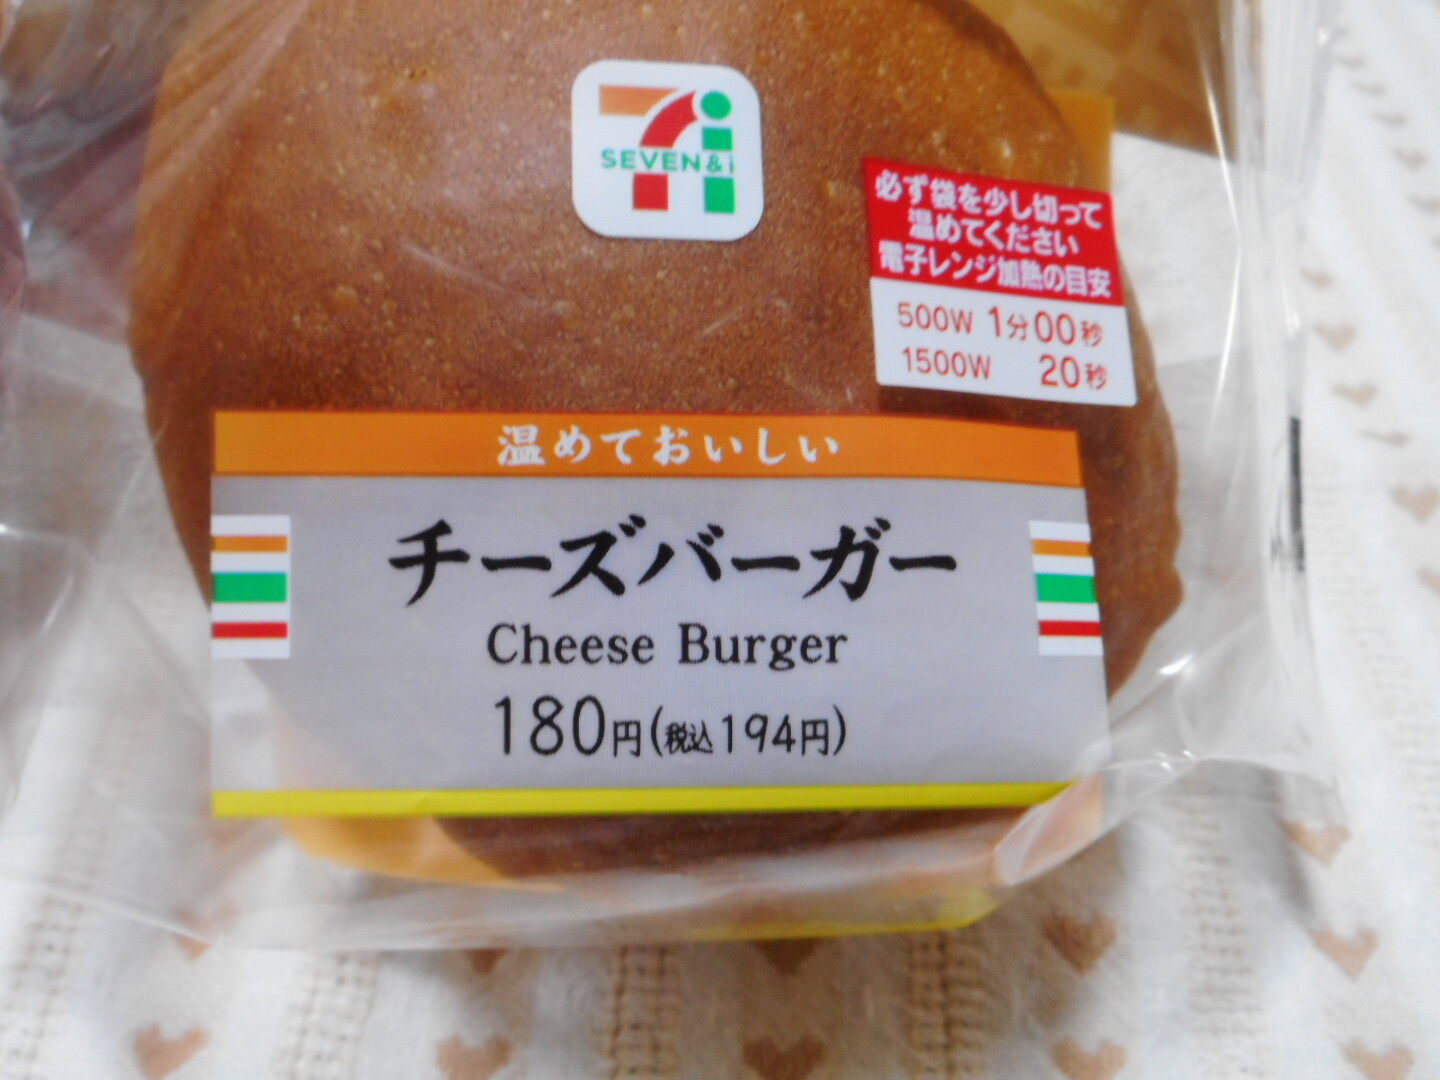 SEVEN&i
必ず袋を少し切って
温めてください
電子レンジ加熱の目安
500W 1分00秒
1500W 20秒
温めておいしい
チーズバーガー
Cheese Burger
180円(税込194円)